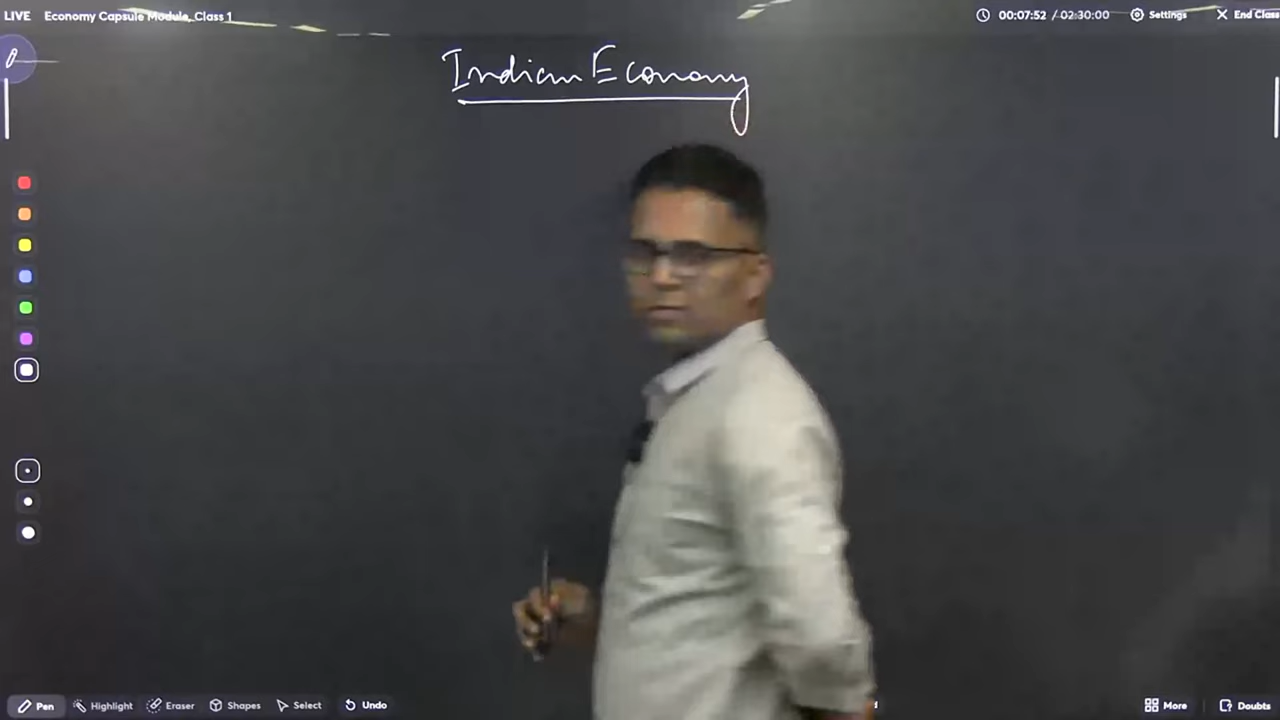 LIVE Economy Capsule Module, Class 1 00:07:52 / 02:30:00 Settings End Class
Indian Economy
Pen Highlight Eraser Shapes Select Undo More Doubts